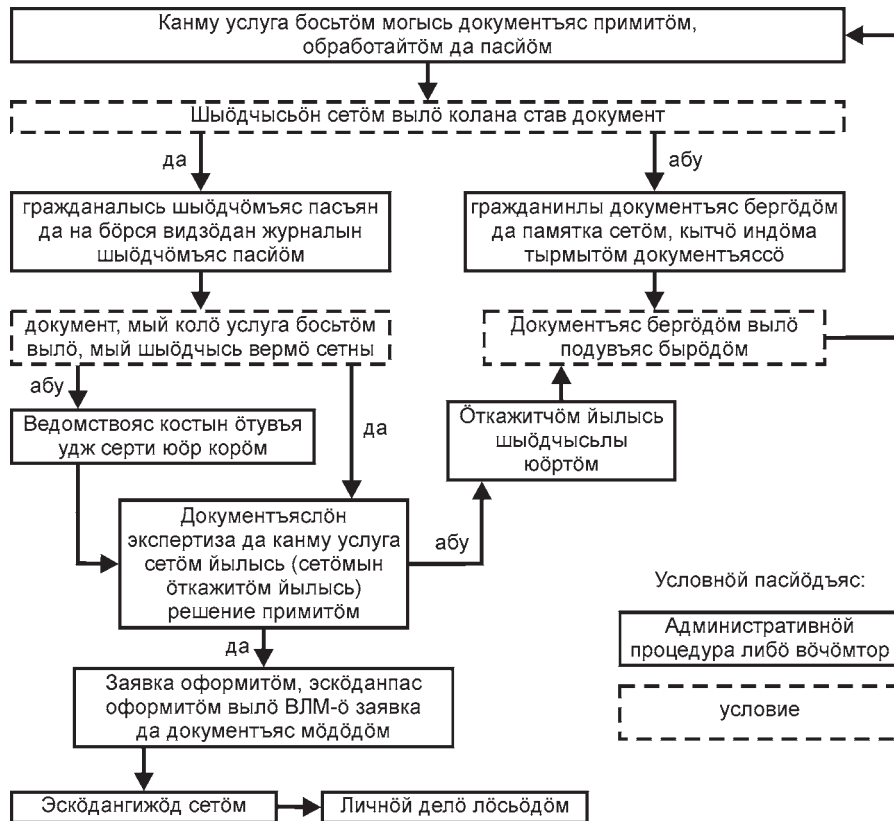 Канму услуга босьтӧм могысь документъяс примитӧм,
обработайтӧм да пасйӧм
Шыӧдчысьӧн сетӧм вылӧ колана став документ
да
абу
гражданалысь шыӧдчӧмъяс пасъян
да на бӧрся видзӧдан журналын
шыӧдчӧмъяс пасйӧм
гражданинлы документъяс бергӧдӧм
да памятка сетӧм, кытчӧ индӧма
тырмытӧм документъяссӧ
документ, мый колӧ услуга босьтӧм
вылӧ, мый шыӧдчысь вермӧ сетны
Документъяс бергӧдӧм вылӧ
подувъяс бырӧдӧм
абу
да
Ведомствояс костын ӧтувъя
удж серти юӧр корӧм
Ӧткажитчӧм йылысь
шыӧдчысьлы
юӧртӧм
Документъяслӧн
экспертиза да канму услуга
сетӧм йылысь (сетӧмын
ӧткажитӧм йылысь)
решение примитӧм
абу
да
Заявка оформитӧм, эскӧданпас
оформитӧм вылӧ ВЛМ-ӧ заявка
да документъяс мӧдӧдӧм
Эскӧдангижӧд сетӧм
Личнӧй делӧ лӧсьӧдӧм
Условнӧй пасйӧдъяс:
Административнӧй
процедура либӧ вӧчӧмтор
условие